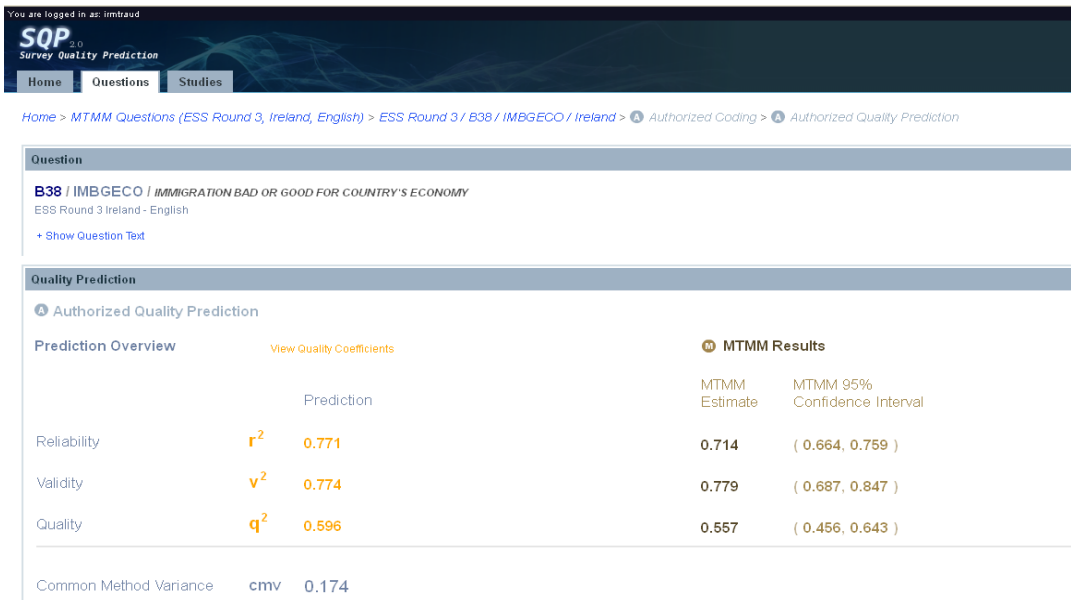 You are logged in as: irmtraud
SQP 2.0
Survey Quality Prediction
Home Questions Studies
Home > MTMM Questions (ESS Round 3, Ireland, English) > ESS Round 3 / B38 / IMBGECO / Ireland > A Authorized Coding > A Authorized Quality Prediction
Question
B38 / IMBGECO / IMMIGRATION BAD OR GOOD FOR COUNTRY'S ECONOMY
ESS Round 3 Ireland - English
+ Show Question Text
Quality Prediction
A Authorized Quality Prediction
Prediction Overview View Quality Coefficients M MTMM Results
Prediction MTMM Estimate MTMM 95% Confidence Interval
Reliability r² 0.771 0.714 ( 0.664, 0.759 )
Validity v² 0.774 0.779 ( 0.687, 0.847 )
Quality q² 0.596 0.557 ( 0.456, 0.643 )
Common Method Variance cmv 0.174